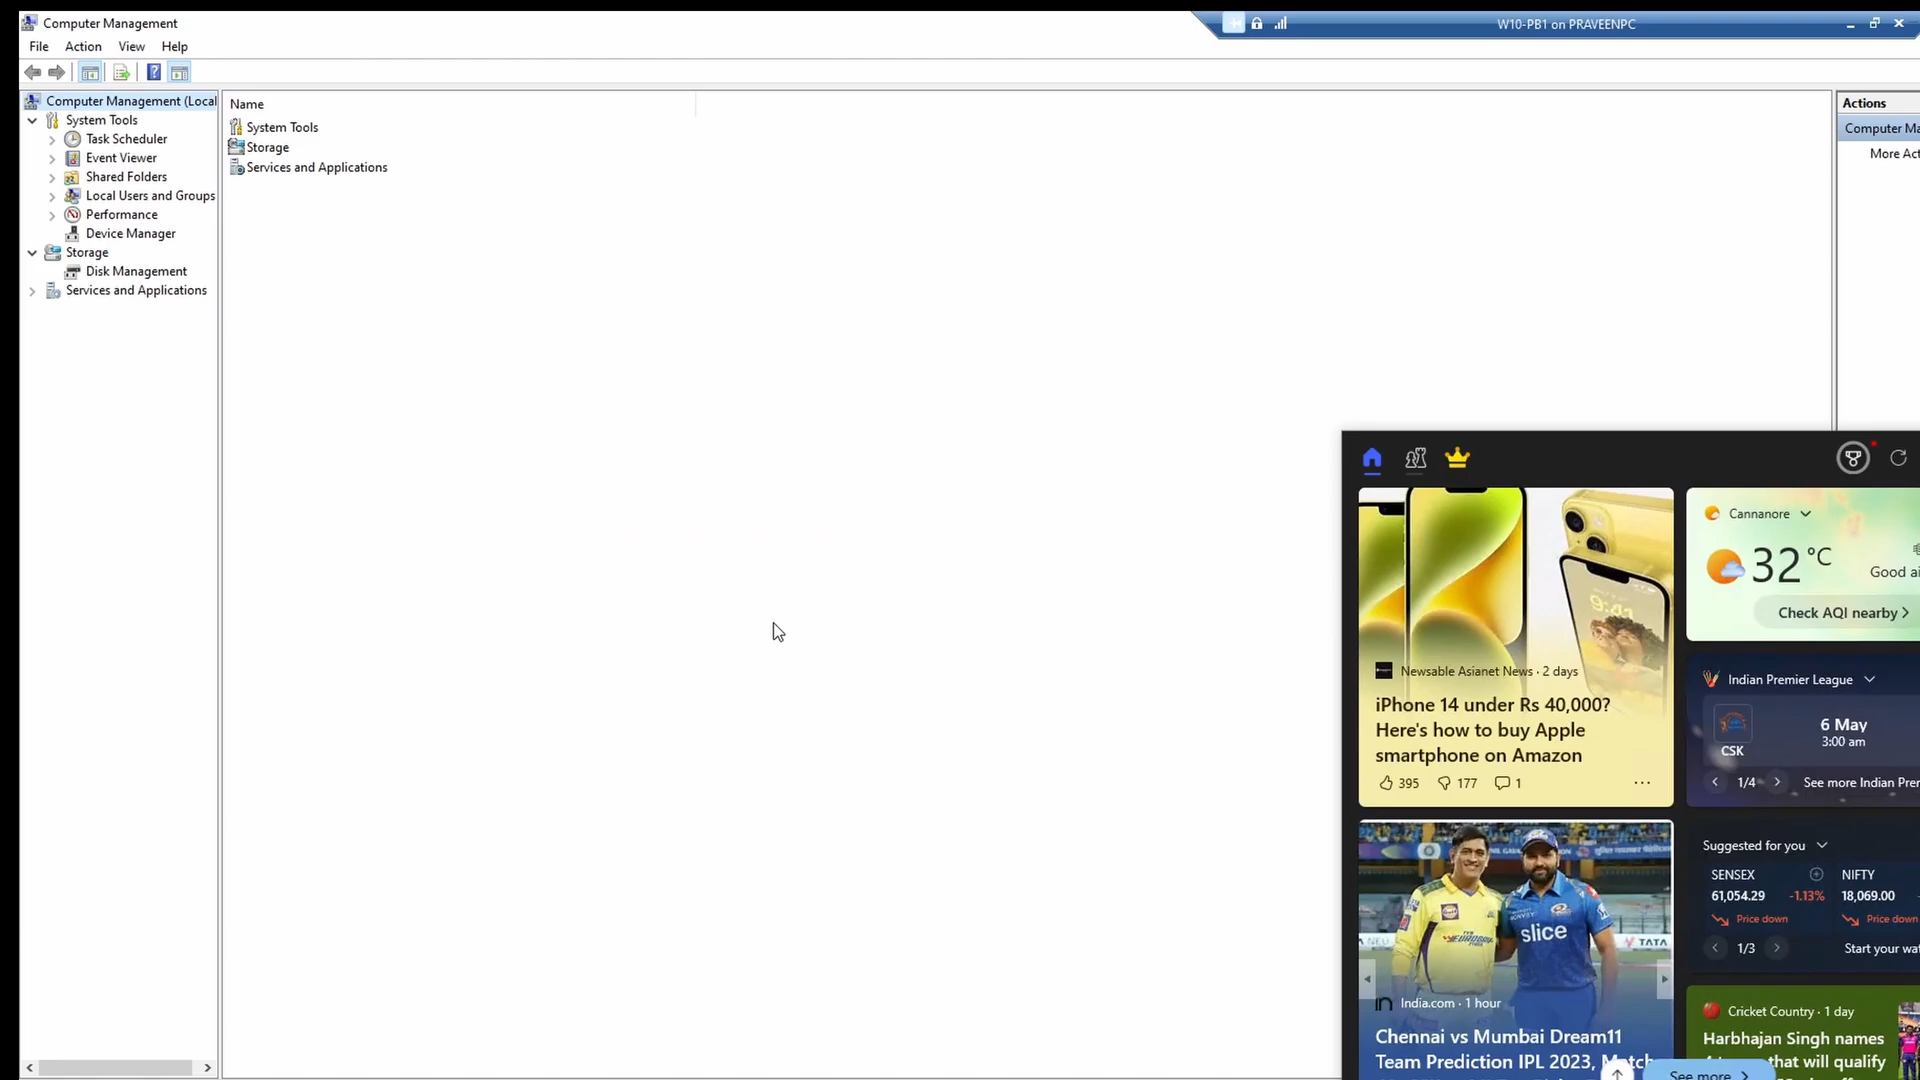 Computer Management
W10-PB1 on PRAVEENPC
File Action View Help
Computer Management (Local
System Tools
Task Scheduler
Event Viewer
Shared Folders
Local Users and Groups
Performance
Device Manager
Storage
Disk Management
Services and Applications
Name
System Tools
Storage
Services and Applications
Actions
Computer Ma
More Act
Newsable Asianet News · 2 days
iPhone 14 under Rs 40,000?
Here's how to buy Apple
smartphone on Amazon
395 177 1
Cannanore
32 °C
Good ai
Check AQI nearby
Indian Premier League
CSK
6 May
3:00 am
1/4
See more Indian Prer
slice
TATA
India.com · 1 hour
Chennai vs Mumbai Dream11
Team Prediction IPL 2023, Match
Suggested for you
SENSEX
61,054.29 -1.13%
Price down
NIFTY
18,069.00
Price down
1/3
Start your wat
Cricket Country · 1 day
Harbhajan Singh names
that will qualify
See more